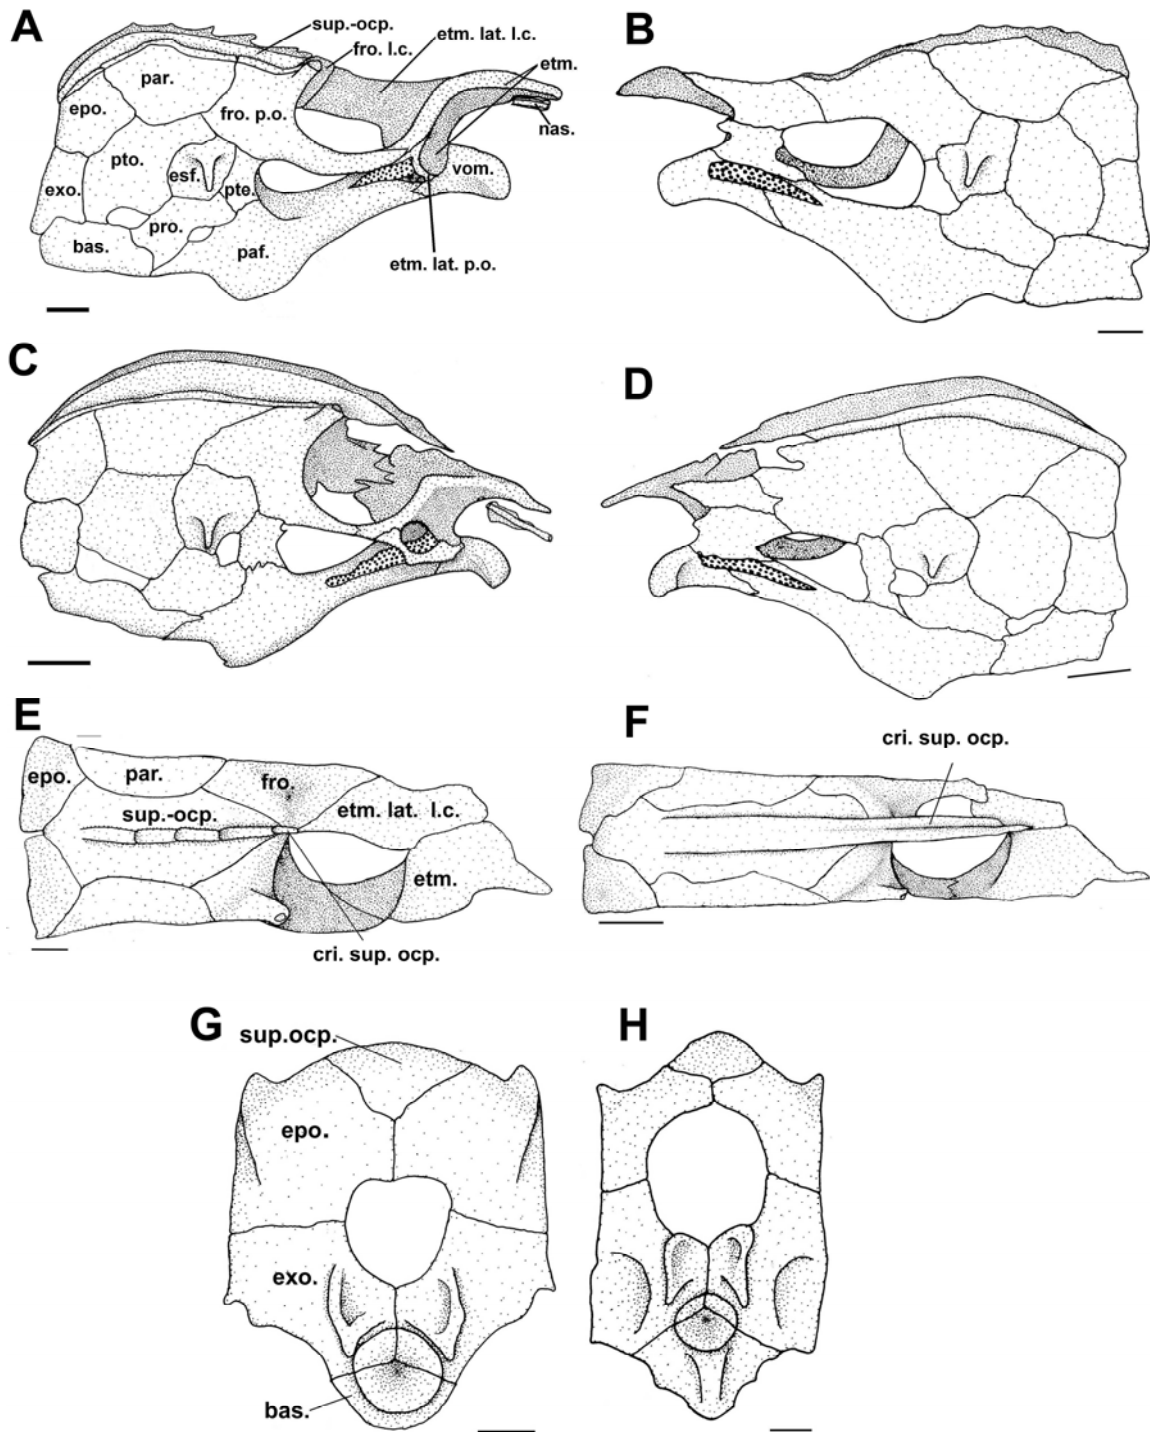 A
sup.-ocp.
fro. l.c.
etm. lat. l.c.
etm.
par.
epo.
fro. p.o.
nas.
pto.
esf.
vom.
exo.
pte.
pro.
bas.
paf.
etm. lat. p.o.
B
C
D
E
epo.
par.
fro.
sup.-ocp.
etm. lat. l.c.
etm.
cri. sup. ocp.
F
cri. sup. ocp.
G
sup.ocp.
epo.
exo.
bas.
H